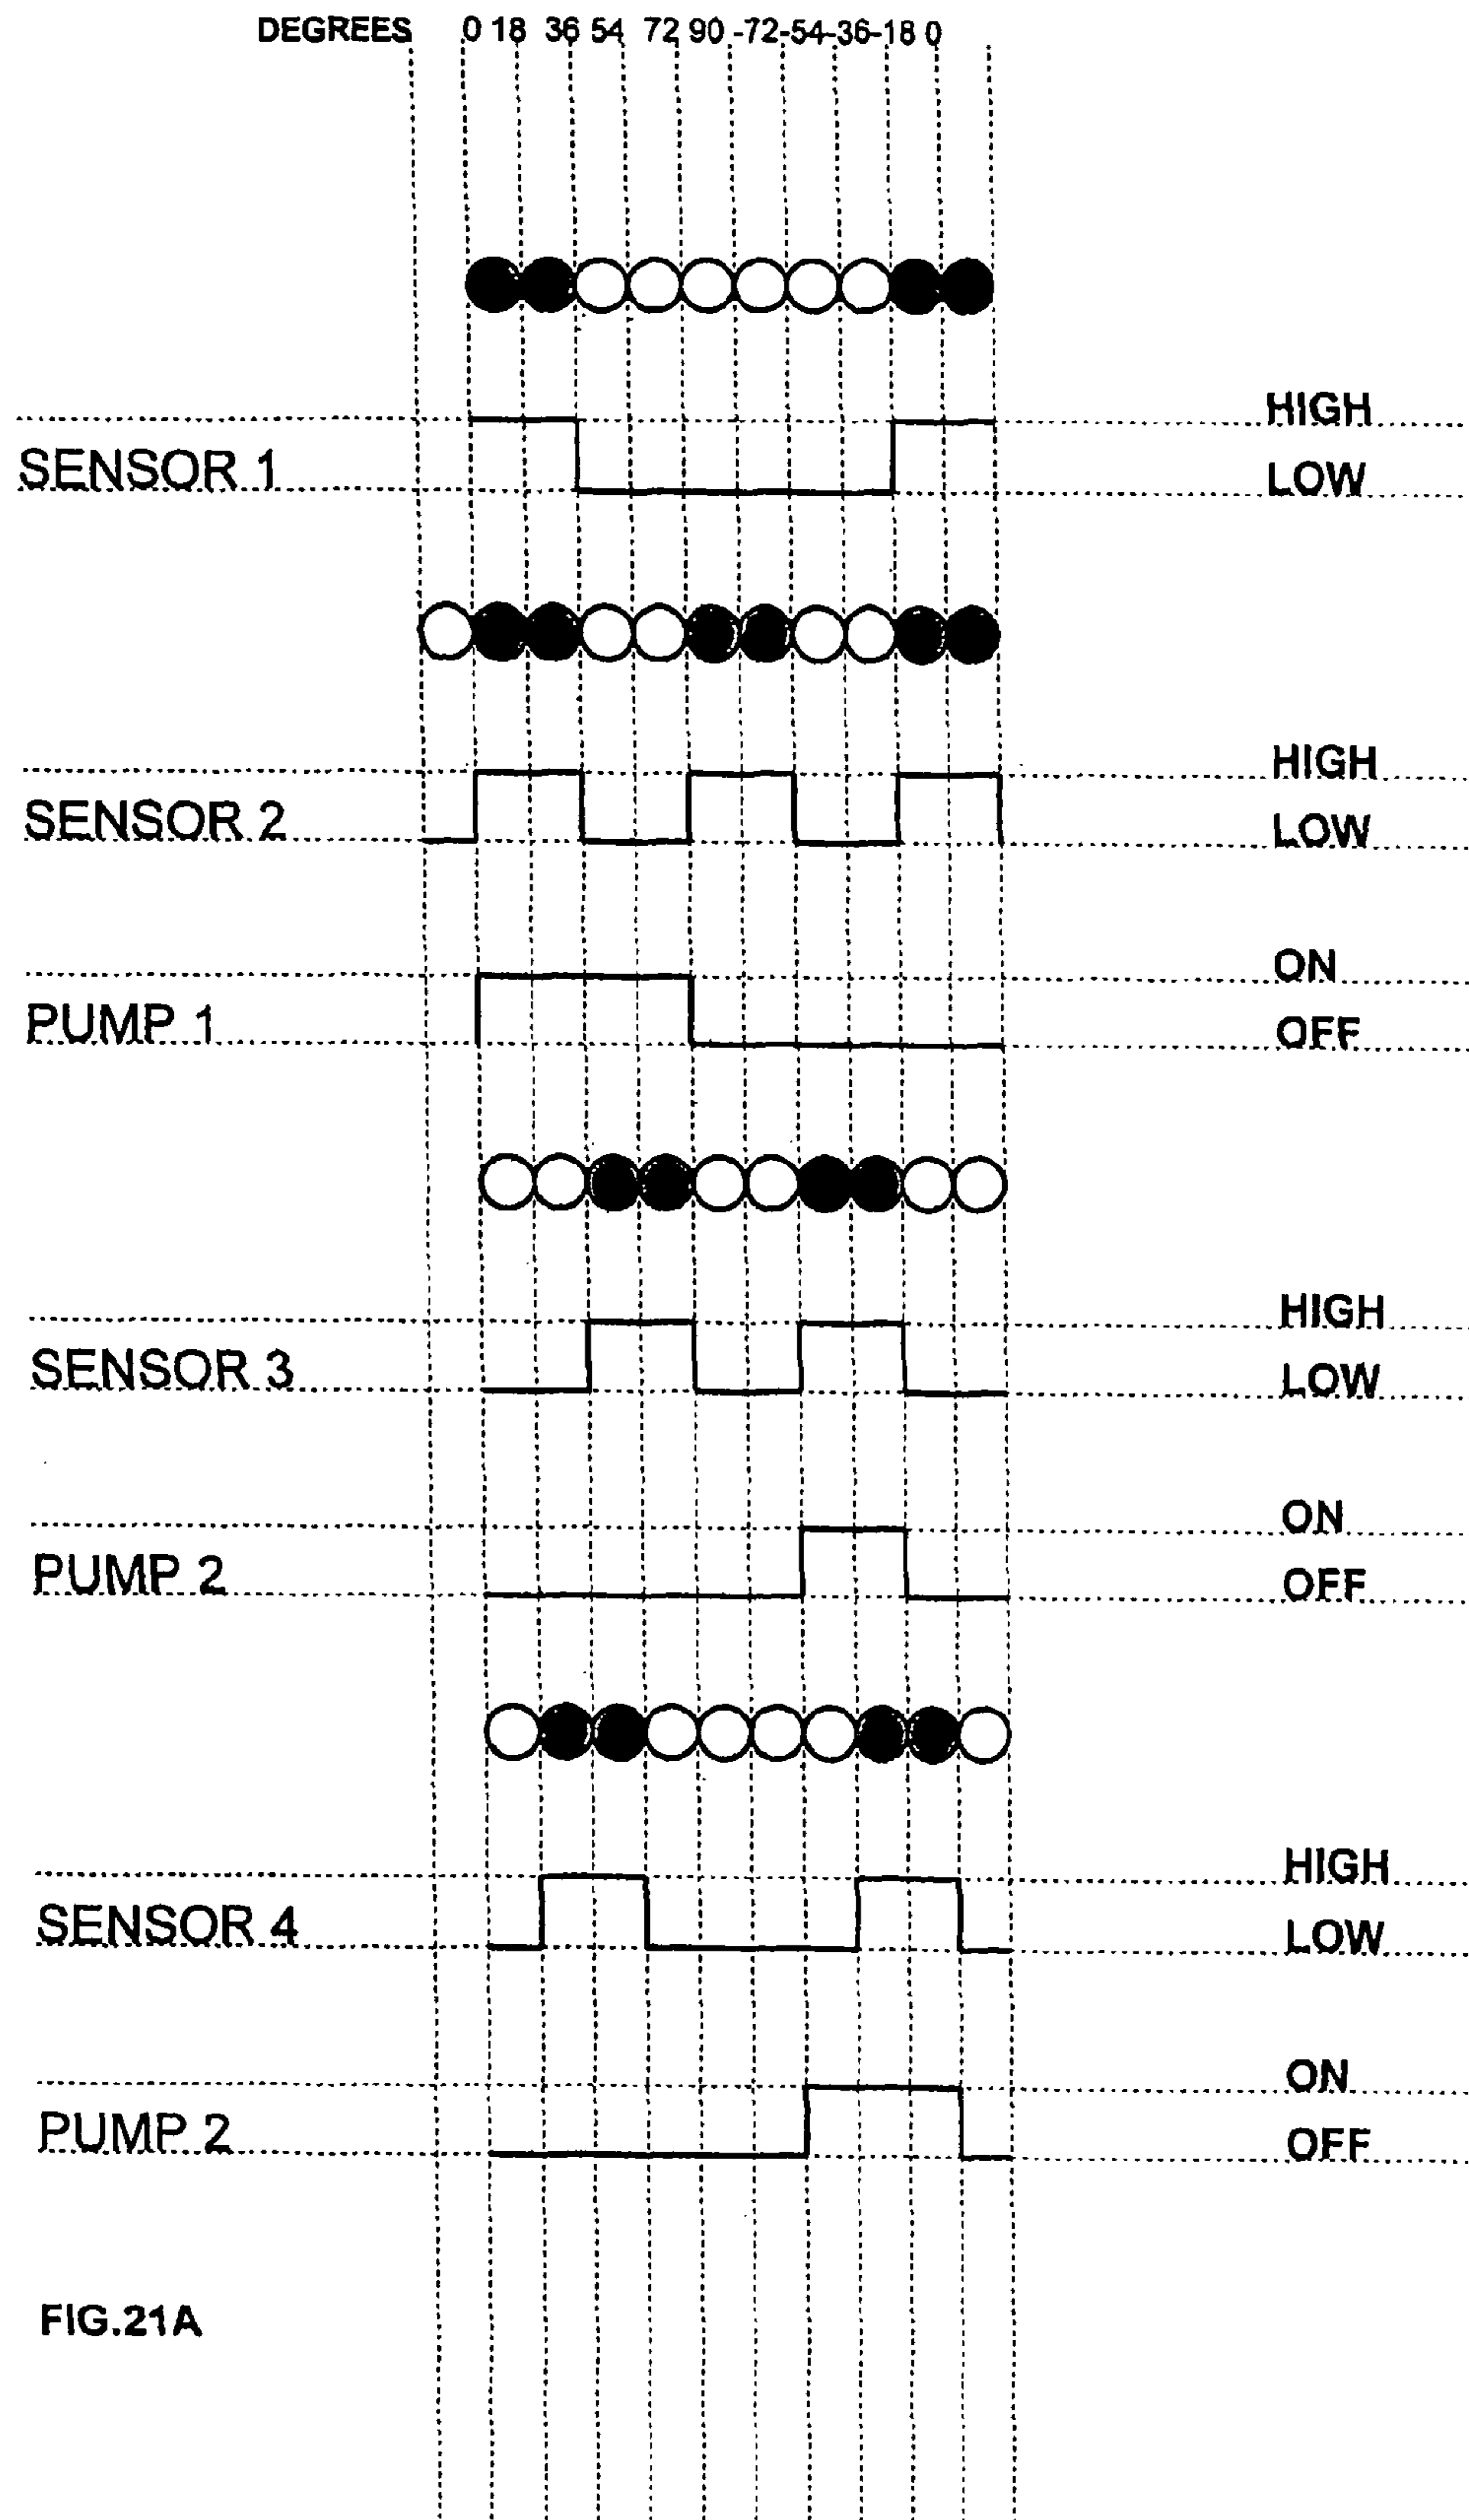 DEGREES 0 18 36 54 72 90 -72-54-36-18 0
HIGH
SENSOR 1
LOW
HIGH
SENSOR 2
LOW
ON
PUMP 1
OFF
HIGH
SENSOR 3
LOW
ON
PUMP 2
OFF
HIGH
SENSOR 4
LOW
ON
PUMP 2
OFF
FIG.21A